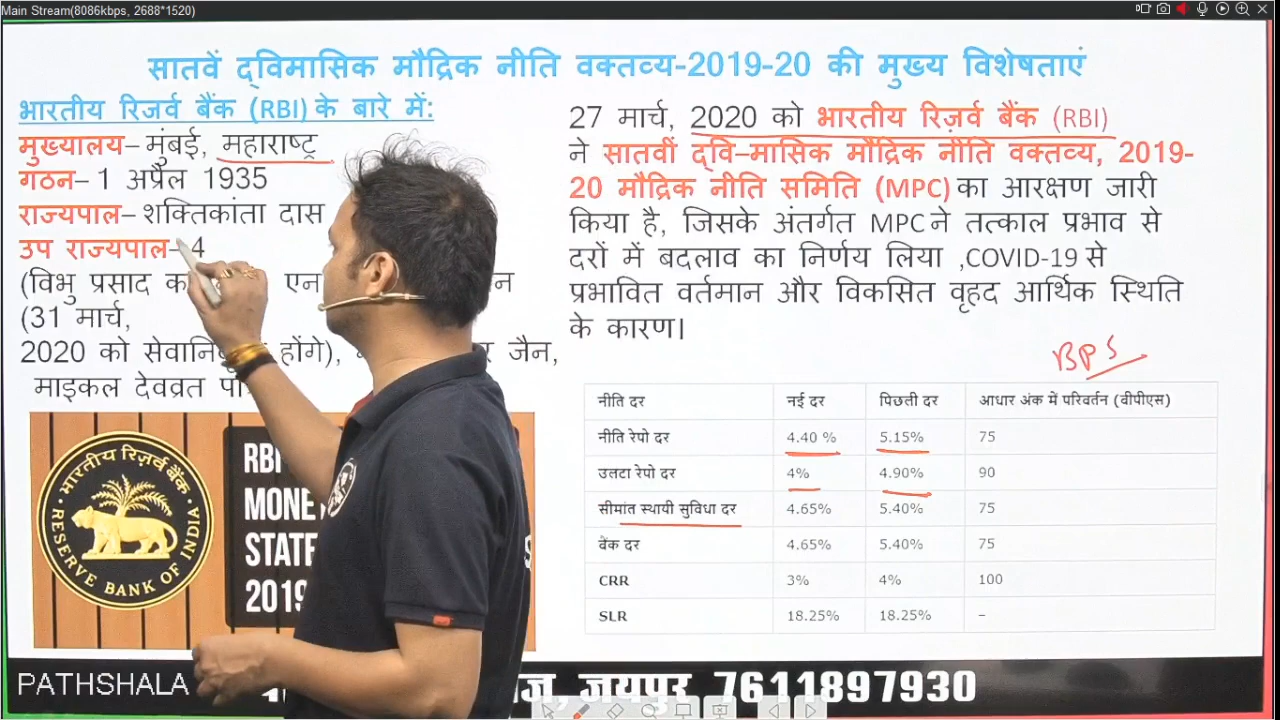 Main Stream(8086kbps, 2688*1520)
सातवें द्विमासिक मौद्रिक नीति वक्तव्य-2019-20 की मुख्य विशेषताएं
भारतीय रिजर्व बैंक (RBI) के बारे में:
मुख्यालय– मुंबई, महाराष्ट्र
गठन– 1 अप्रैल 1935
राज्यपाल– शक्तिकांता दास
उप राज्यपाल– 4
(विभु प्रसाद
(31 मार्च,
2020 को होंगे), जैन,
माइकल देवव्रत
27 मार्च, 2020 को भारतीय रिज़र्व बैंक (RBI)
ने सातवीं द्वि–मासिक मौद्रिक नीति वक्तव्य, 2019-
20 मौद्रिक नीति समिति (MPC) का आरक्षण जारी
किया है, जिसके अंतर्गत MPC ने तत्काल प्रभाव से
दरों में बदलाव का निर्णय लिया ,COVID-19 से
प्रभावित वर्तमान और विकसित वृहद आर्थिक स्थिति
के कारण।
BPS
नीति दर नई दर पिछली दर आधार अंक में परिवर्तन (वीपीएस)
नीति रेपो दर 4.40 % 5.15% 75
उलटा रेपो दर 4% 4.90% 90
सीमांत स्थायी सुविधा दर 4.65% 5.40% 75
वेंक दर 4.65% 5.40% 75
CRR 3% 4% 100
SLR 18.25% 18.25% –
भारतीय रिज़र्व बैंक
RESERVE BANK OF INDIA
RBI
MONE
STATE
2019
PATHSHALA
जयपुर 7611897930